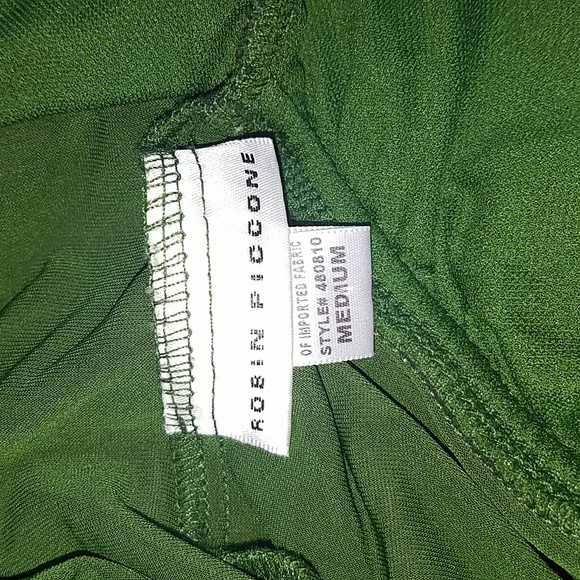 ROBIN PICCONE
OF IMPORTED FABRIC
STYLE# 480810
MEDIUM